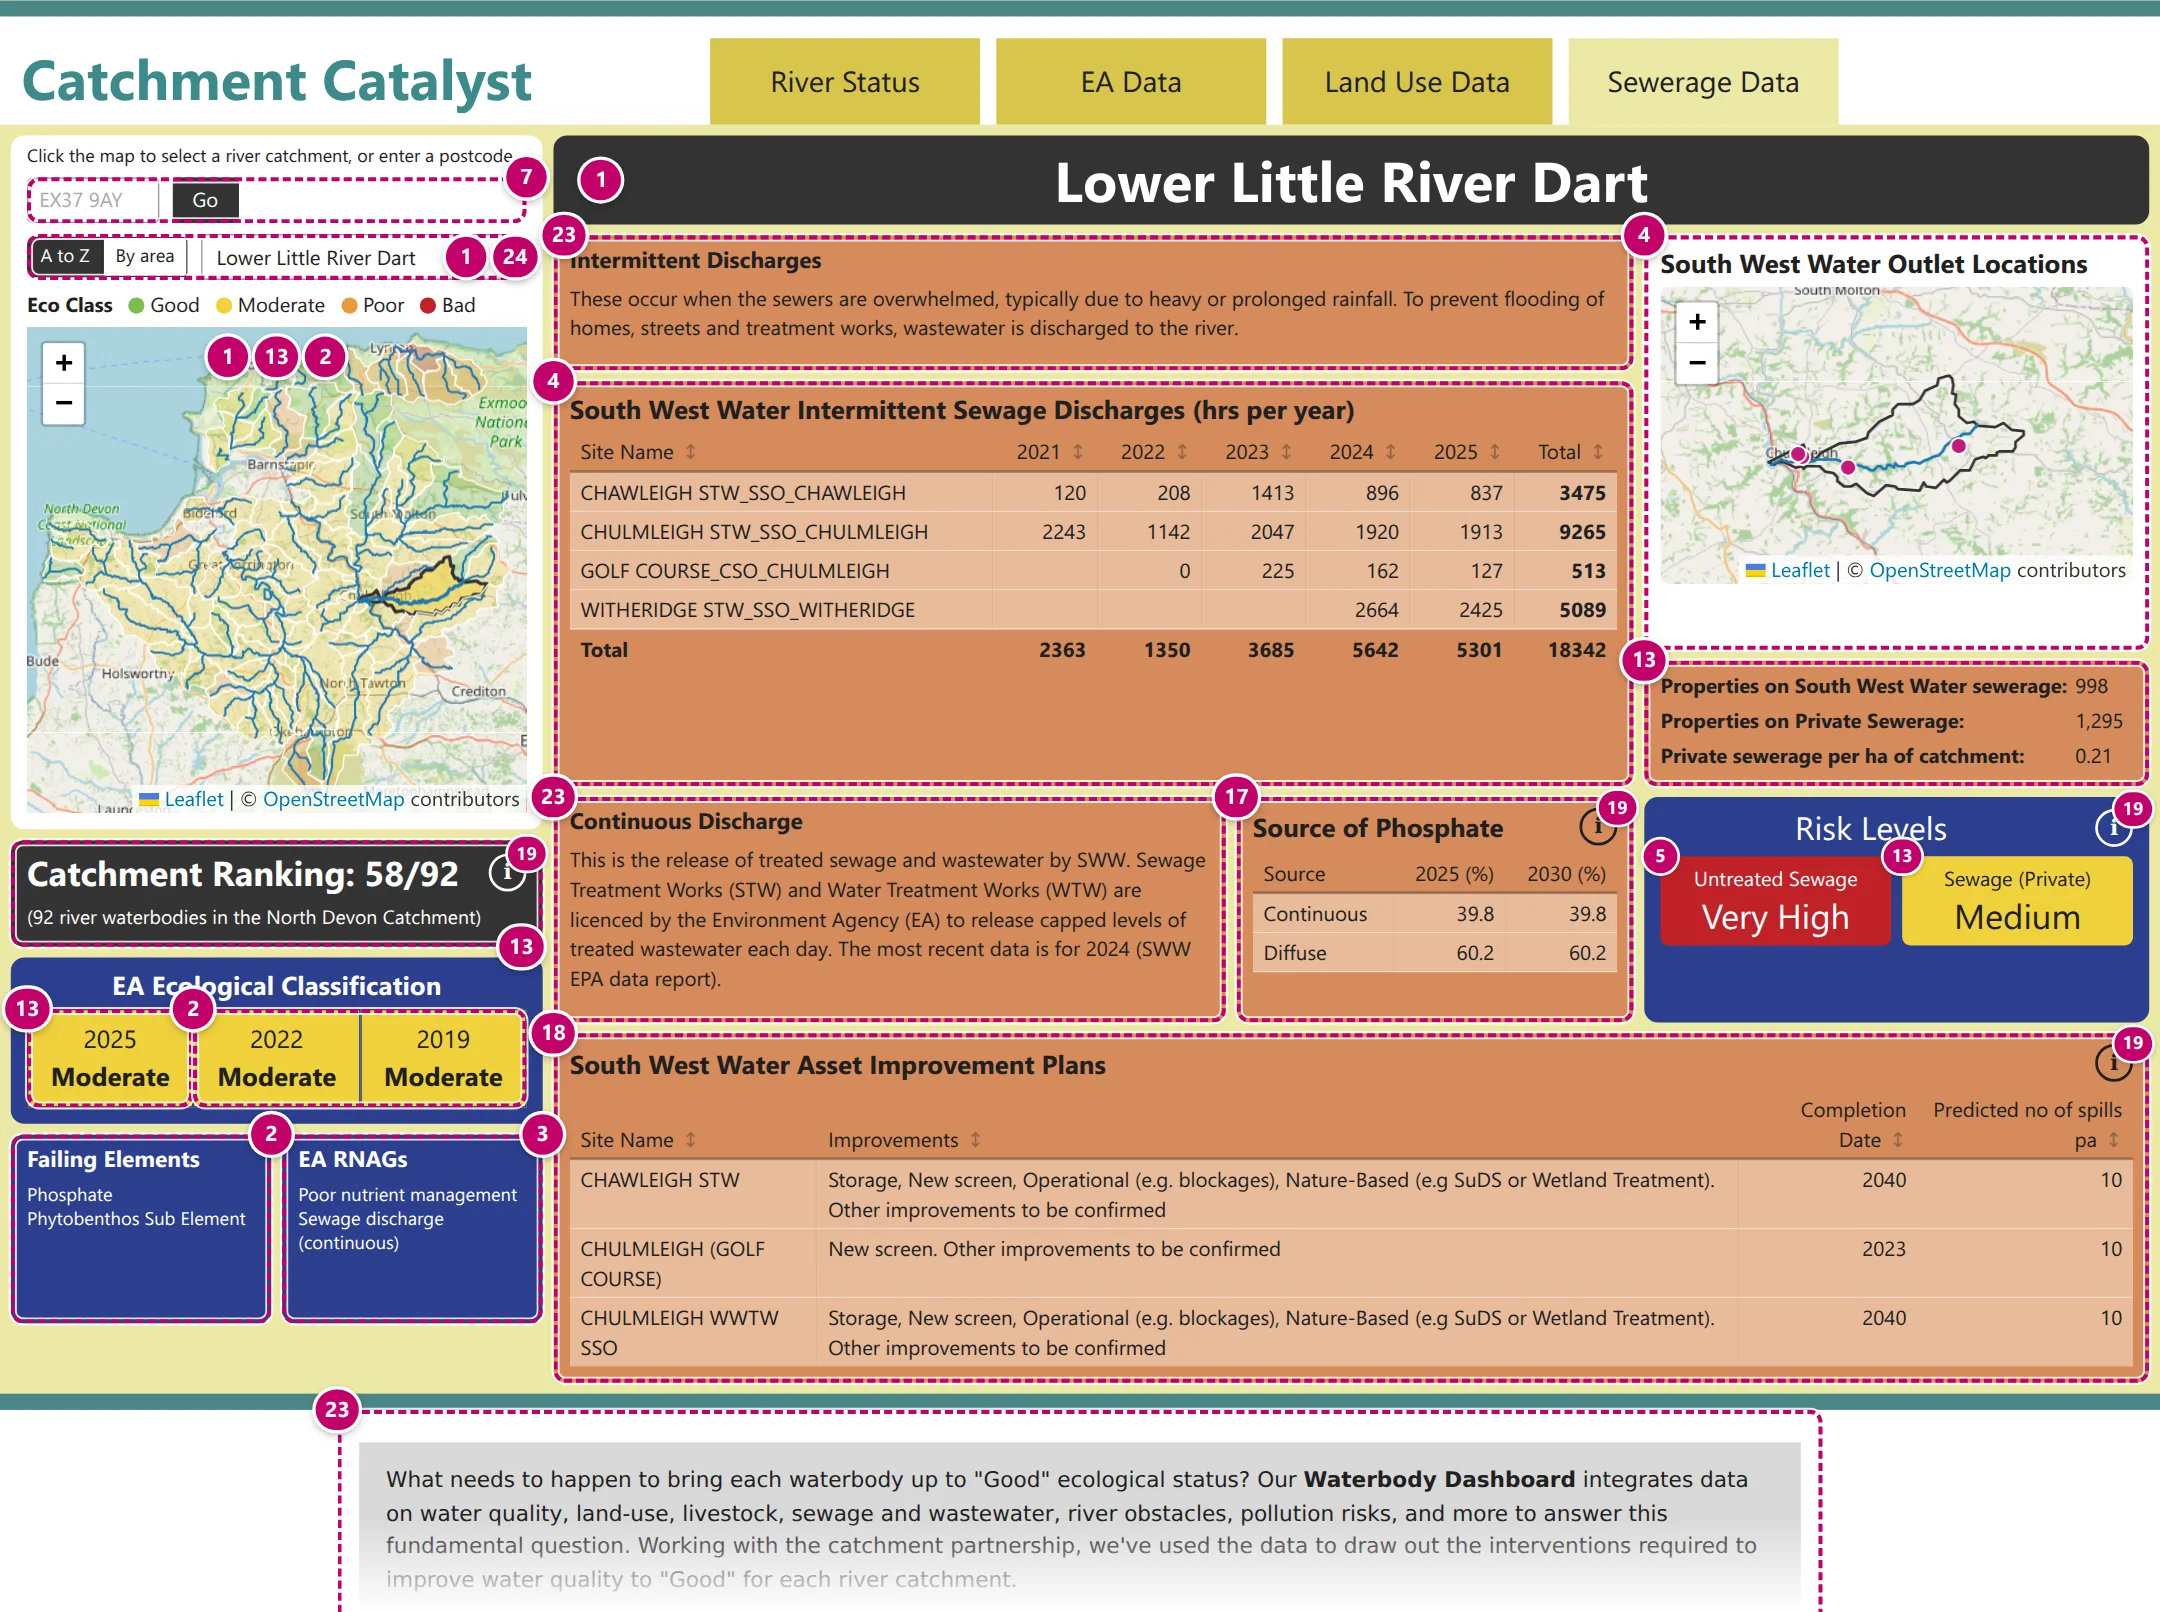 Catchment Catalyst
River Status
EA Data
Land Use Data
Sewerage Data
Click the map to select a river catchment, or enter a postcode
7
EX37 9AY
Go
A to Z
By area
Lower Little River Dart
1
24
Eco Class
Good
Moderate
Poor
Bad
+
−
1
13
2
Exmoo
Nation
Park
Barnstaple
North Devon
Coast National
Landscape
Bideford
South Molton
Great Torrington
Bude
Holsworthy
North Tawton
Crediton
Okehampton
Leaflet | © OpenStreetMap contributors
Catchment Ranking: 58/92
i
19
(92 river waterbodies in the North Devon Catchment)
13
EA Ecological Classification
13
2
2025
Moderate
2022
Moderate
2019
Moderate
2
3
Failing Elements
Phosphate
Phytobenthos Sub Element
EA RNAGs
Poor nutrient management
Sewage discharge
(continuous)
1
Lower Little River Dart
23
Intermittent Discharges
These occur when the sewers are overwhelmed, typically due to heavy or prolonged rainfall. To prevent flooding of
homes, streets and treatment works, wastewater is discharged to the river.
4
South West Water Intermittent Sewage Discharges (hrs per year)
Site Name ↕ 2021 ↕ 2022 ↕ 2023 ↕ 2024 ↕ 2025 ↕ Total ↕
CHAWLEIGH STW_SSO_CHAWLEIGH 120 208 1413 896 837 3475
CHULMLEIGH STW_SSO_CHULMLEIGH 2243 1142 2047 1920 1913 9265
GOLF COURSE_CSO_CHULMLEIGH 0 225 162 127 513
WITHERIDGE STW_SSO_WITHERIDGE 2664 2425 5089
Total 2363 1350 3685 5642 5301 18342
4
South West Water Outlet Locations
South Molton
+
−
Leaflet | © OpenStreetMap contributors
13
Properties on South West Water sewerage: 998
Properties on Private Sewerage: 1,295
Private sewerage per ha of catchment: 0.21
23
Continuous Discharge
This is the release of treated sewage and wastewater by SWW. Sewage
Treatment Works (STW) and Water Treatment Works (WTW) are
licenced by the Environment Agency (EA) to release capped levels of
treated wastewater each day. The most recent data is for 2024 (SWW
EPA data report).
17
Source of Phosphate
i
19
Source 2025 (%) 2030 (%)
Continuous 39.8 39.8
Diffuse 60.2 60.2
Risk Levels
i
19
5
Untreated Sewage
Very High
13
Sewage (Private)
Medium
18
South West Water Asset Improvement Plans
i
19
Site Name ↕ Improvements ↕ Completion Date ↕ Predicted no of spills pa ↕
CHAWLEIGH STW
Storage, New screen, Operational (e.g. blockages), Nature-Based (e.g SuDS or Wetland Treatment).
Other improvements to be confirmed
2040
10
CHULMLEIGH (GOLF
COURSE)
New screen. Other improvements to be confirmed
2023
10
CHULMLEIGH WWTW
SSO
Storage, New screen, Operational (e.g. blockages), Nature-Based (e.g SuDS or Wetland Treatment).
Other improvements to be confirmed
2040
10
23
What needs to happen to bring each waterbody up to "Good" ecological status? Our Waterbody Dashboard integrates data
on water quality, land-use, livestock, sewage and wastewater, river obstacles, pollution risks, and more to answer this
fundamental question. Working with the catchment partnership, we've used the data to draw out the interventions required to
improve water quality to "Good" for each river catchment.